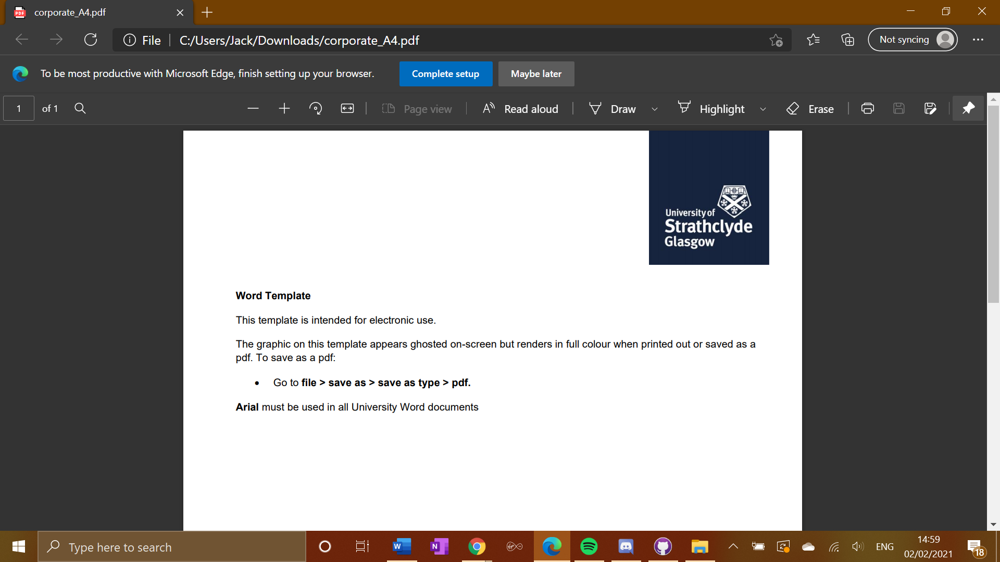 corporate_A4.pdf
File
C:/Users/Jack/Downloads/corporate_A4.pdf
Not syncing
To be most productive with Microsoft Edge, finish setting up your browser.
Complete setup
Maybe later
1
of 1
Page view
Read aloud
Draw
Highlight
Erase
University of
Strathclyde
Glasgow
Word Template
This template is intended for electronic use.
The graphic on this template appears ghosted on-screen but renders in full colour when printed out or saved as a
pdf. To save as a pdf:
• Go to file > save as > save as type > pdf.
Arial must be used in all University Word documents
Type here to search
ENG
14:59
02/02/2021
18